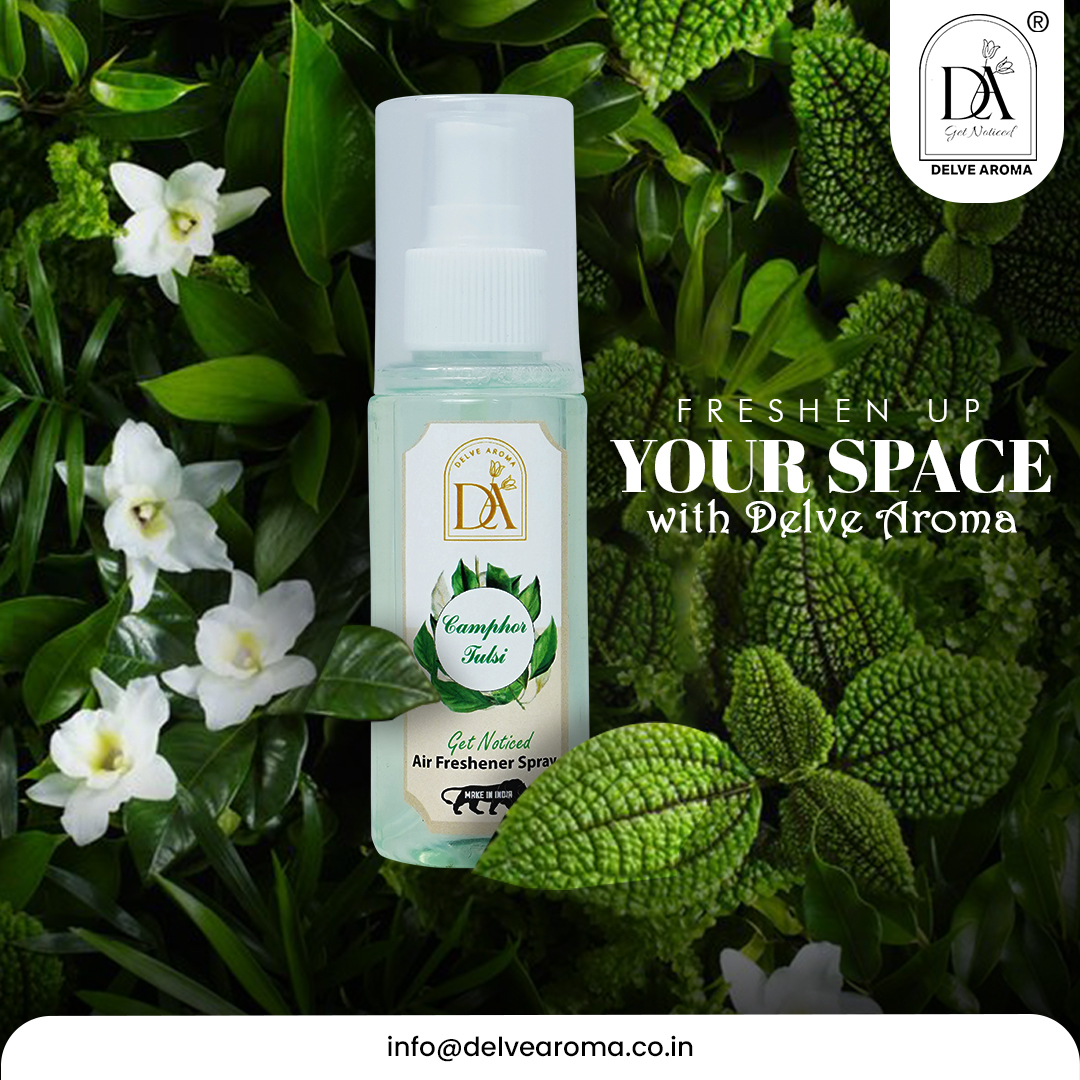 ®
DA
Get Noticed
DELVE AROMA
FRESHEN UP
YOUR SPACE
with Delve Aroma
DELVE AROMA
DA
Camphor
Tulsi
Get Noticed
Air Freshener Spray
MAKE IN INDIA
info@delvearoma.co.in